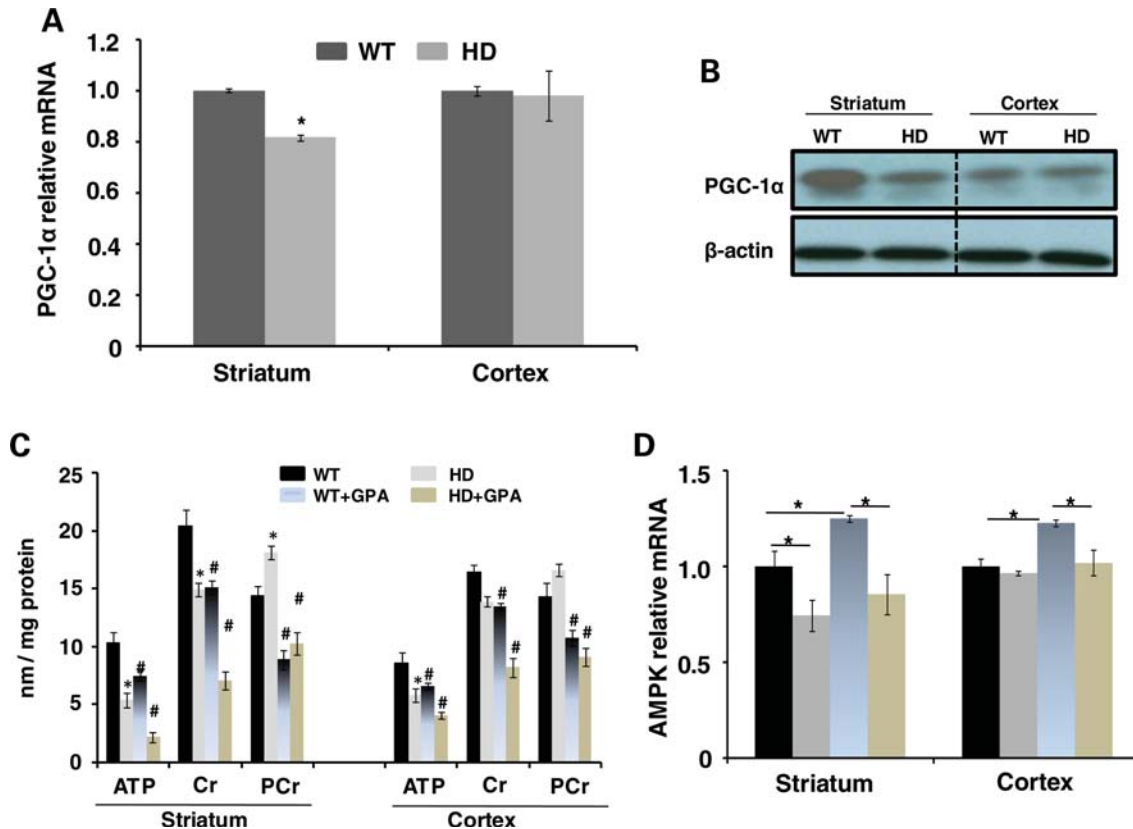 A
PGC-1α relative mRNA
1.2
1.0
0.8
0.6
0.4
0.2
0
WT HD
*
Striatum Cortex
B
Striatum Cortex
WT HD WT HD
PGC-1α
β-actin
C
nm/ mg protein
25
20
15
10
5
0
WT HD
WT+GPA HD+GPA
* # #
* # #
* # #
* # #
# #
# #
ATP Cr PCr ATP Cr PCr
Striatum Cortex
D
AMPK relative mRNA
1.5
1.0
0.5
0
* * *
* *
Striatum Cortex